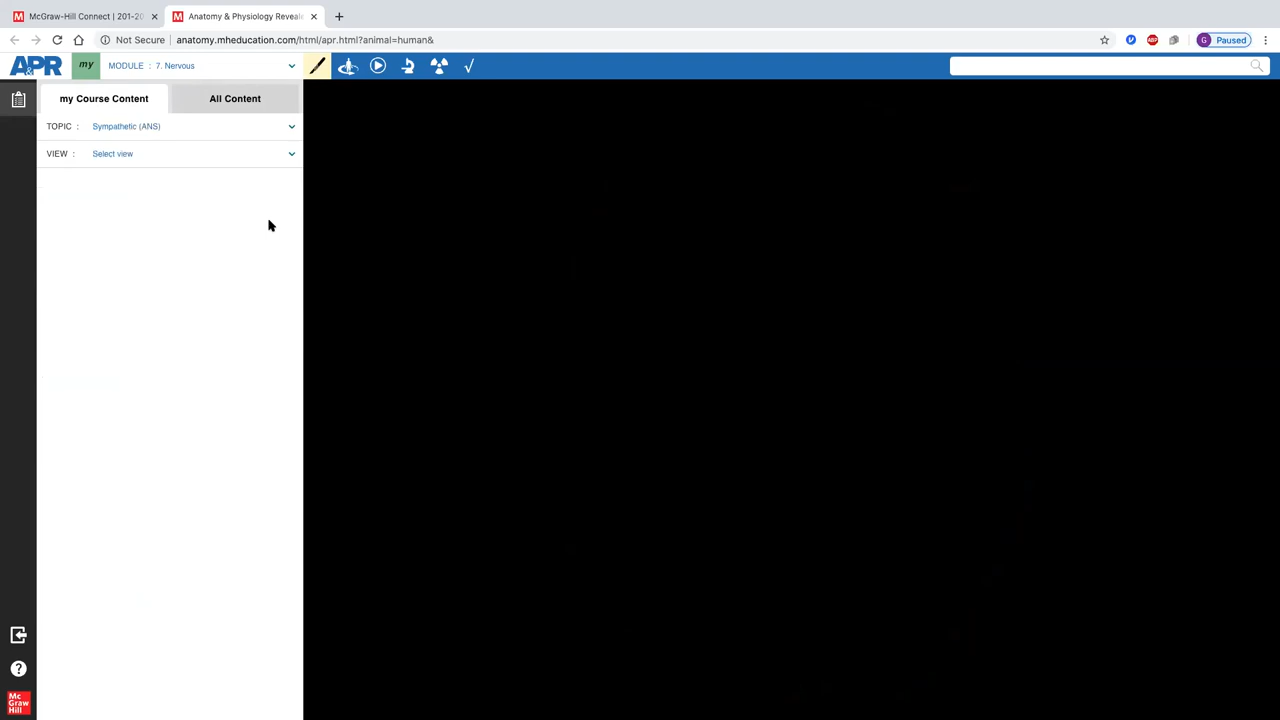 McGraw-Hill Connect | 201-20
Anatomy & Physiology Reveale
Not Secure
anatomy.mheducation.com/html/apr.html?animal=human&
G Paused
A&PR
my
MODULE : 7. Nervous
my Course Content
All Content
TOPIC : Sympathetic (ANS)
VIEW : Select view
?
Mc
Graw
Hill